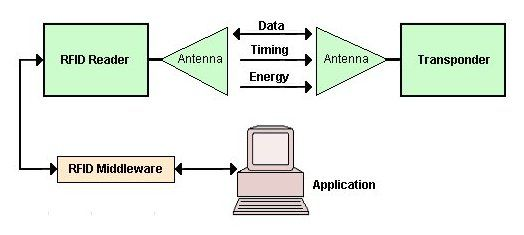 Data
RFID Reader
Antenna
Timing
Antenna
Transponder
Energy
RFID Middleware
Application